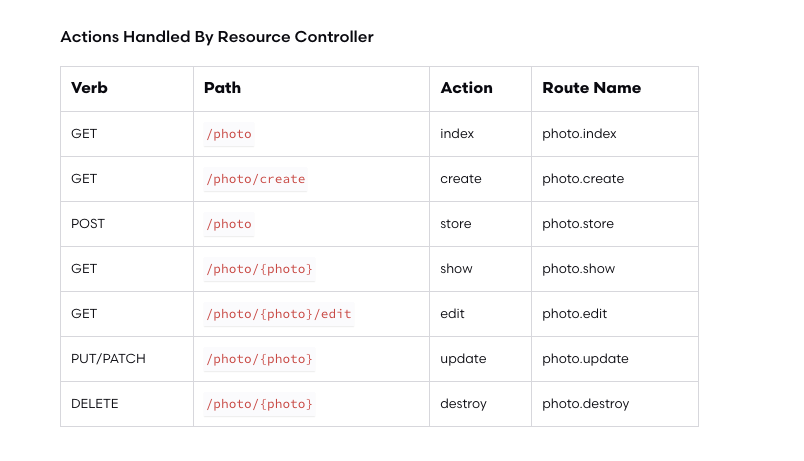 Actions Handled By Resource Controller
Verb Path Action Route Name
GET /photo index photo.index
GET /photo/create create photo.create
POST /photo store photo.store
GET /photo/{photo} show photo.show
GET /photo/{photo}/edit edit photo.edit
PUT/PATCH /photo/{photo} update photo.update
DELETE /photo/{photo} destroy photo.destroy